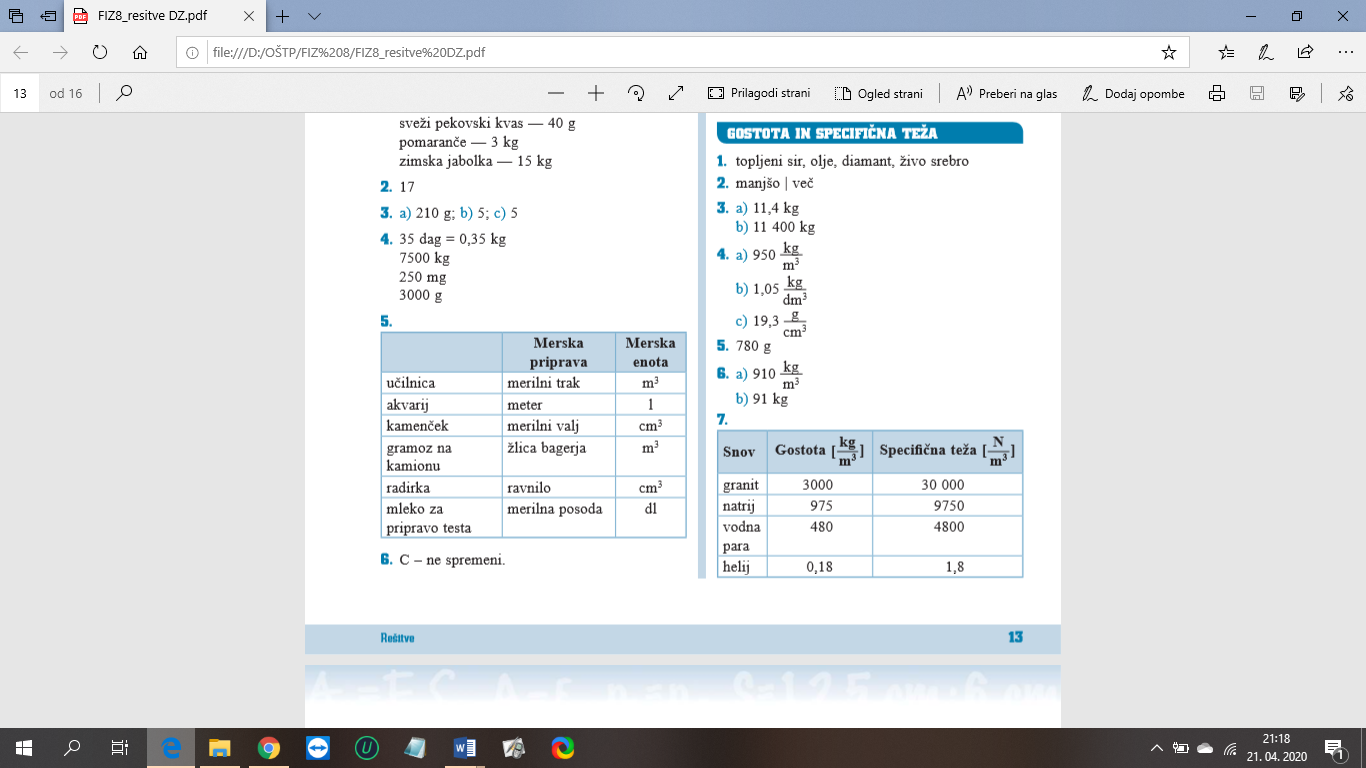 FIZ8_resitve DZ.pdf
file:///D:/OŠTP/FIZ%208/FIZ8_resitve%20DZ.pdf
13 od 16
Prilagodi strani
Ogled strani
Preberi na glas
Dodaj opombe
sveži pekovski kvas — 40 g
pomaranče — 3 kg
zimska jabolka — 15 kg
2. 17
3. a) 210 g; b) 5; c) 5
4. 35 dag = 0,35 kg
7500 kg
250 mg
3000 g
5.
Merska priprava Merska enota
učilnica merilni trak m³
akvarij meter l
kamenček merilni valj cm³
gramoz na kamionu žlica bagerja m³
radirka ravnilo cm³
mleko za pripravo testa merilna posoda dl
6. C – ne spremeni.
GOSTOTA IN SPECIFIČNA TEŽA
1. topljeni sir, olje, diamant, živo srebro
2. manjšo | več
3. a) 11,4 kg
b) 11 400 kg
4. a) 950 kg/m³
b) 1,05 kg/dm³
c) 19,3 g/cm³
5. 780 g
6. a) 910 kg/m³
b) 91 kg
7.
Snov Gostota [kg/m³] Specifična teža [N/m³]
granit 3000 30 000
natrij 975 9750
vodna para 480 4800
helij 0,18 1,8
Rešitve 13
21:18
21. 04. 2020
1